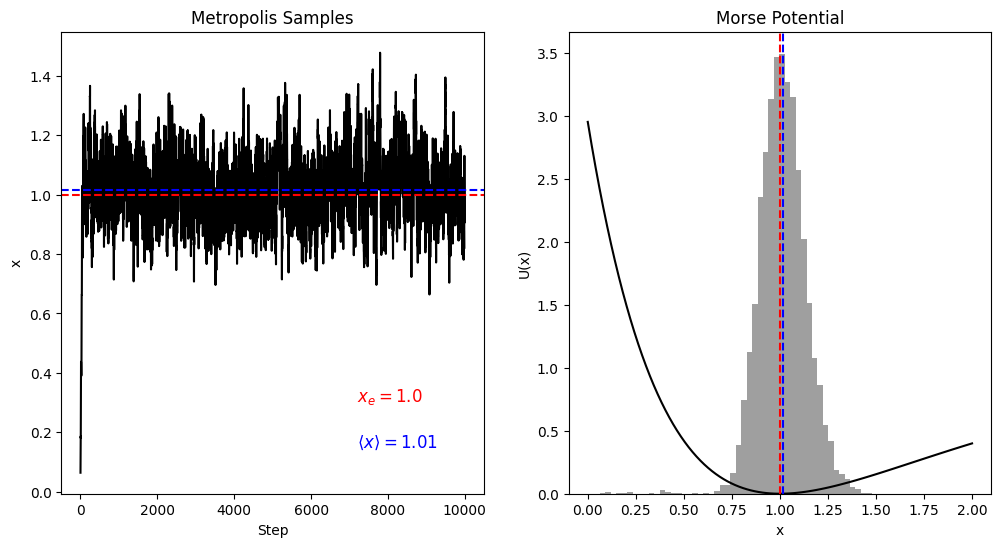 Metropolis Samples
x
1.4
1.2
1.0
0.8
0.6
0.4
0.2
0.0
x_e = 1.0
⟨x⟩ = 1.01
0 2000 4000 6000 8000 10000
Step
Morse Potential
U(x)
3.5
3.0
2.5
2.0
1.5
1.0
0.5
0.0
0.00 0.25 0.50 0.75 1.00 1.25 1.50 1.75 2.00
x